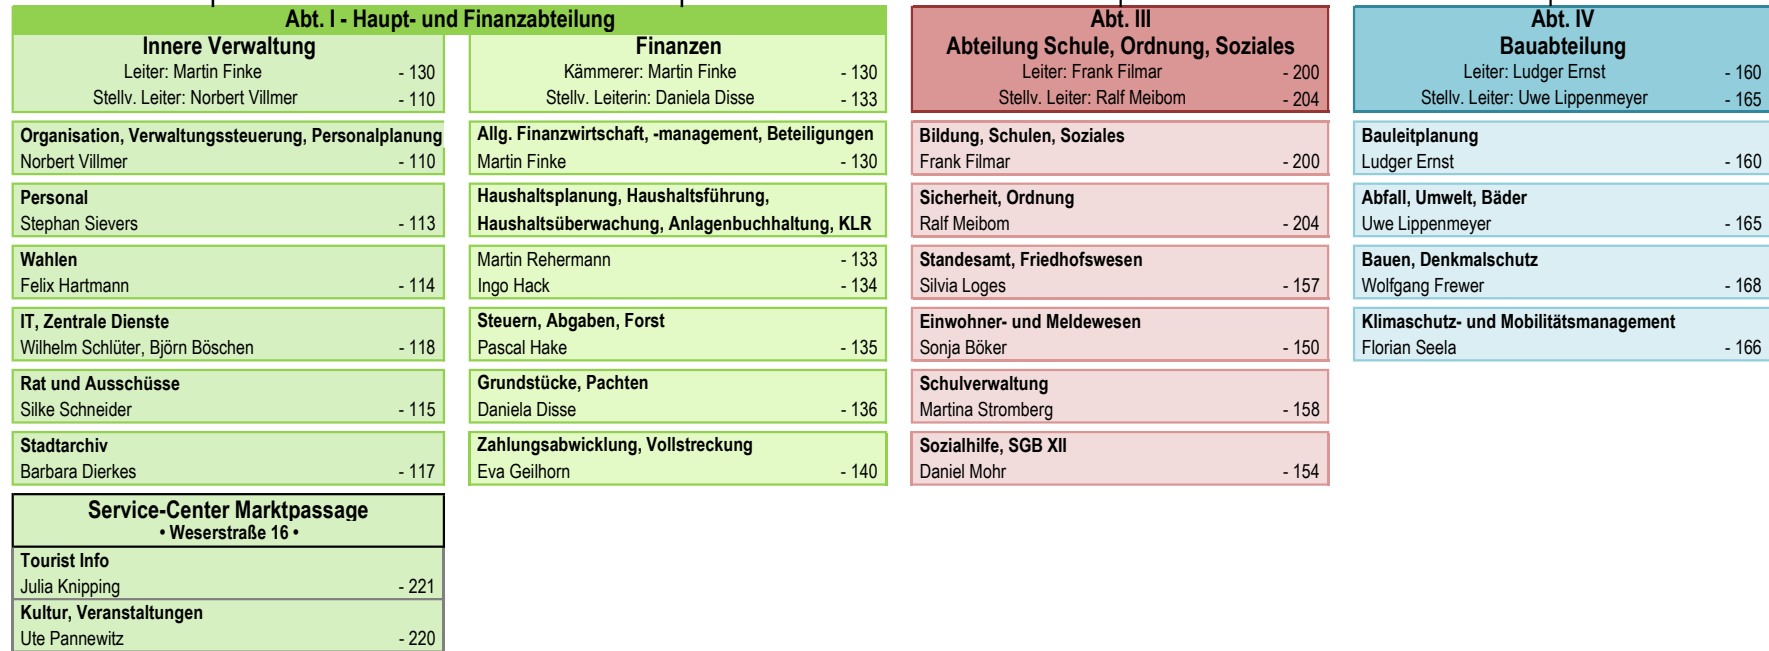 Abt. I - Haupt- und Finanzabteilung
Innere Verwaltung
Leiter: Martin Finke - 130
Stellv. Leiter: Norbert Villmer - 110
Organisation, Verwaltungssteuerung, Personalplanung
Norbert Villmer - 110
Personal
Stephan Sievers - 113
Wahlen
Felix Hartmann - 114
IT, Zentrale Dienste
Wilhelm Schlüter, Björn Böschen - 118
Rat und Ausschüsse
Silke Schneider - 115
Stadtarchiv
Barbara Dierkes - 117
Service-Center Marktpassage
• Weserstraße 16 •
Tourist Info
Julia Knipping - 221
Kultur, Veranstaltungen
Ute Pannewitz - 220
Finanzen
Kämmerer: Martin Finke - 130
Stellv. Leiterin: Daniela Disse - 133
Allg. Finanzwirtschaft, -management, Beteiligungen
Martin Finke - 130
Haushaltsplanung, Haushaltsführung,
Haushaltsüberwachung, Anlagenbuchhaltung, KLR
Martin Rehermann - 133
Ingo Hack - 134
Steuern, Abgaben, Forst
Pascal Hake - 135
Grundstücke, Pachten
Daniela Disse - 136
Zahlungsabwicklung, Vollstreckung
Eva Geilhorn - 140
Abt. III
Abteilung Schule, Ordnung, Soziales
Leiter: Frank Filmar - 200
Stellv. Leiter: Ralf Meibom - 204
Bildung, Schulen, Soziales
Frank Filmar - 200
Sicherheit, Ordnung
Ralf Meibom - 204
Standesamt, Friedhofswesen
Silvia Loges - 157
Einwohner- und Meldewesen
Sonja Böker - 150
Schulverwaltung
Martina Stromberg - 158
Sozialhilfe, SGB XII
Daniel Mohr - 154
Abt. IV
Bauabteilung
Leiter: Ludger Ernst - 160
Stellv. Leiter: Uwe Lippenmeyer - 165
Bauleitplanung
Ludger Ernst - 160
Abfall, Umwelt, Bäder
Uwe Lippenmeyer - 165
Bauen, Denkmalschutz
Wolfgang Frewer - 168
Klimaschutz- und Mobilitätsmanagement
Florian Seela - 166